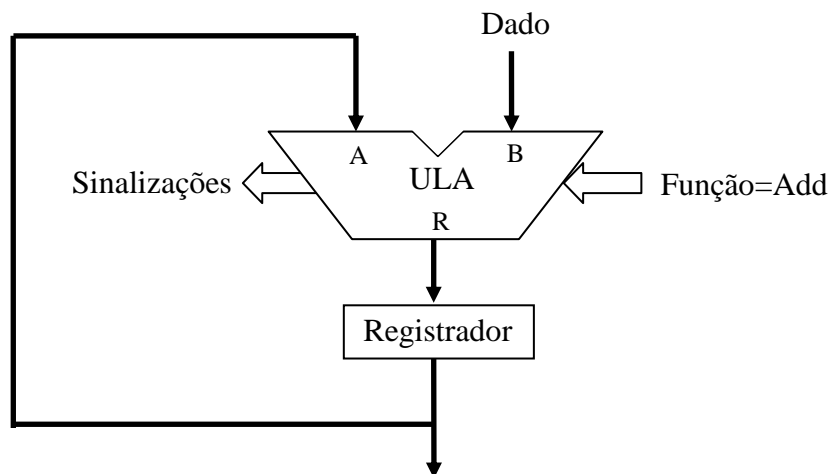 Dado
A
B
Sinalizações
ULA
Função=Add
R
Registrador